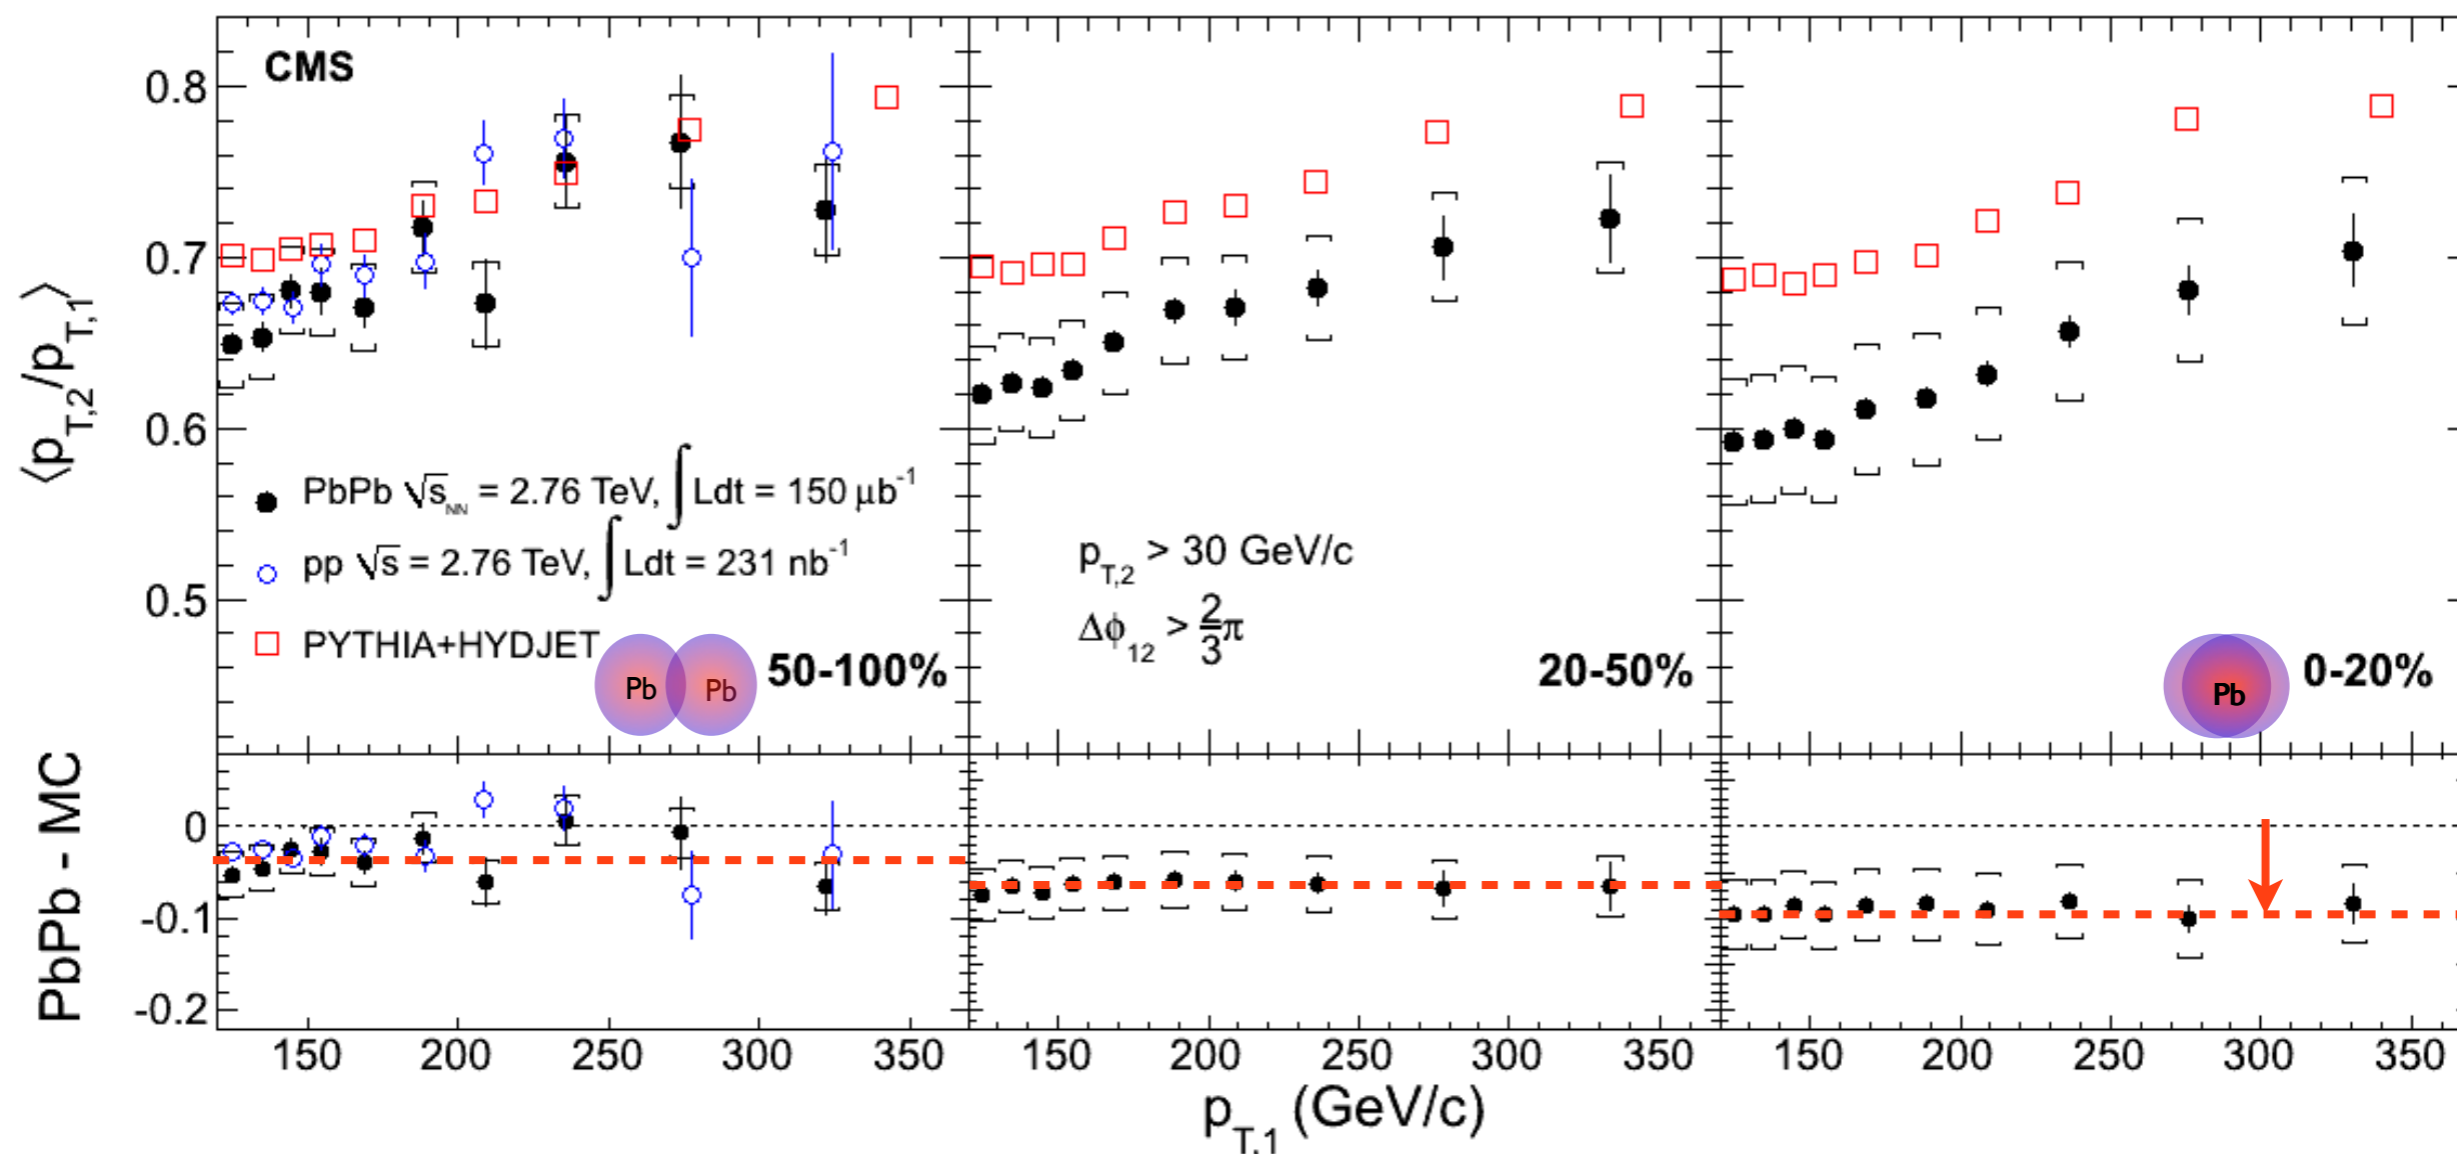 CMS
0.8
0.7
0.6
0.5
⟨p_T,2/p_T,1⟩
PbPb √s_NN = 2.76 TeV, ∫Ldt = 150 μb⁻¹
pp √s = 2.76 TeV, ∫Ldt = 231 nb⁻¹
PYTHIA+HYDJET
Pb Pb
50-100%
p_T,2 > 30 GeV/c
Δϕ_12 > 2/3 π
20-50%
Pb
0-20%
PbPb - MC
0
-0.1
-0.2
150 200 250 300 350 150 200 250 300 350 150 200 250 300 350
p_T,1 (GeV/c)